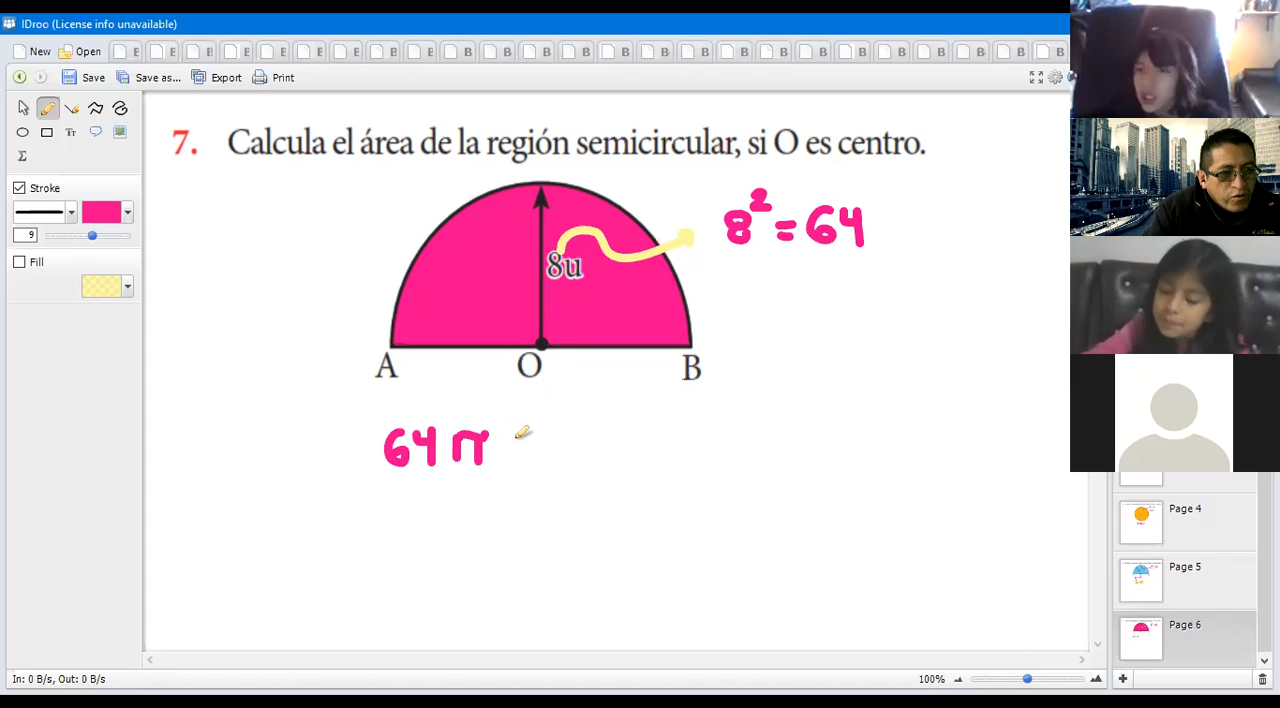 IDroo (License info unavailable)
New Open E E B E E E E E B B B B B B B B B B B B B B B
Save Save as... Export Print
Tt
Σ
Stroke
9
Fill
7. Calcula el área de la región semicircular, si O es centro.
8² = 64
8u
A O B
64 π
Page 4
Page 5
Page 6
In: 0 B/s, Out: 0 B/s
100%